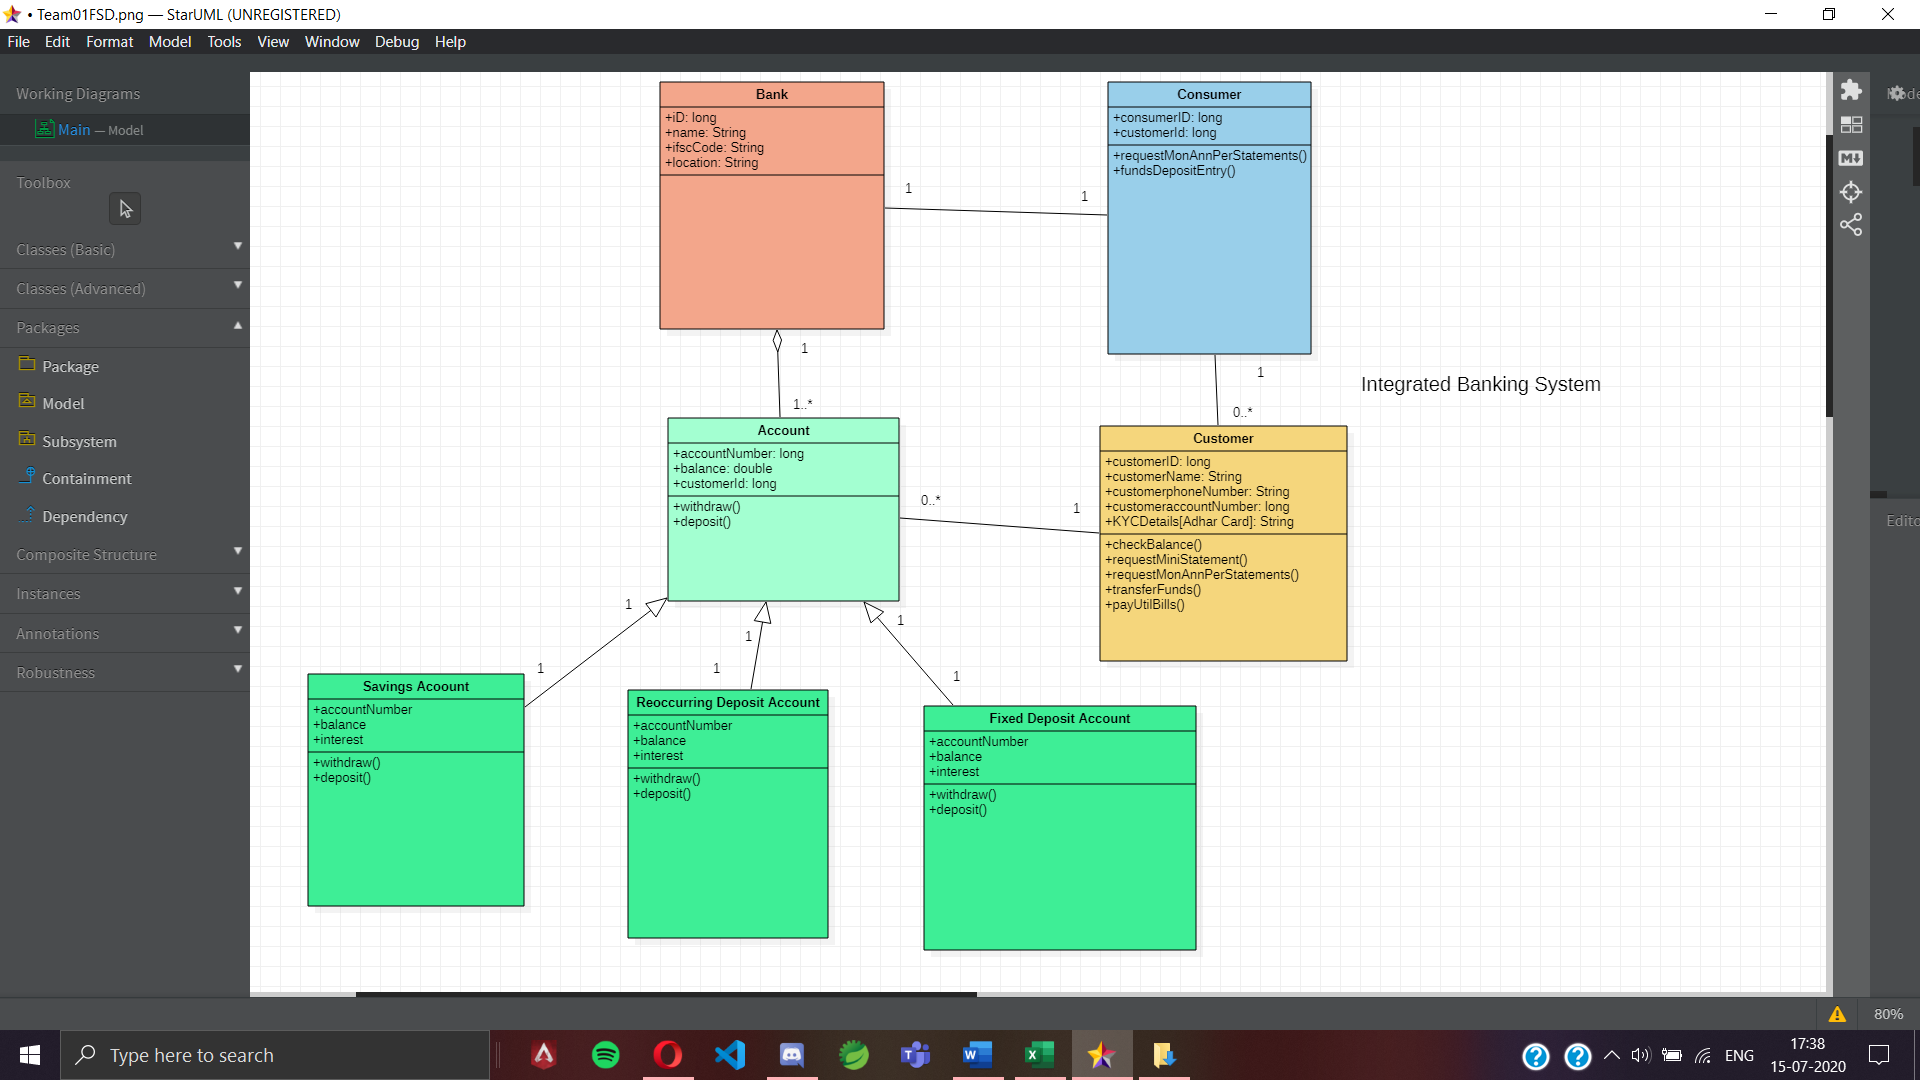 • Team01FSD.png — StarUML (UNREGISTERED)
File Edit Format Model Tools View Window Debug Help
Working Diagrams
Main — Model
Toolbox
Classes (Basic)
Classes (Advanced)
Packages
Package
Model
Subsystem
Containment
Dependency
Composite Structure
Instances
Annotations
Robustness
Bank
+iD: long
+name: String
+ifscCode: String
+location: String
1
1
Consumer
+consumerID: long
+customerId: long
+requestMonAnnPerStatements()
+fundsDepositEntry()
1
1..*
1
0..*
Integrated Banking System
Account
+accountNumber: long
+balance: double
+customerId: long
+withdraw()
+deposit()
0..*
1
Customer
+customerID: long
+customerName: String
+customerphoneNumber: String
+customeraccountNumber: long
+KYCDetails[Adhar Card]: String
+checkBalance()
+requestMiniStatement()
+requestMonAnnPerStatements()
+transferFunds()
+payUtilBills()
1
1
1
1
1
1
Savings Acoount
+accountNumber
+balance
+interest
+withdraw()
+deposit()
Reoccurring Deposit Account
+accountNumber
+balance
+interest
+withdraw()
+deposit()
Fixed Deposit Account
+accountNumber
+balance
+interest
+withdraw()
+deposit()
M
Edito
80%
Type here to search
ENG
17:38
15-07-2020